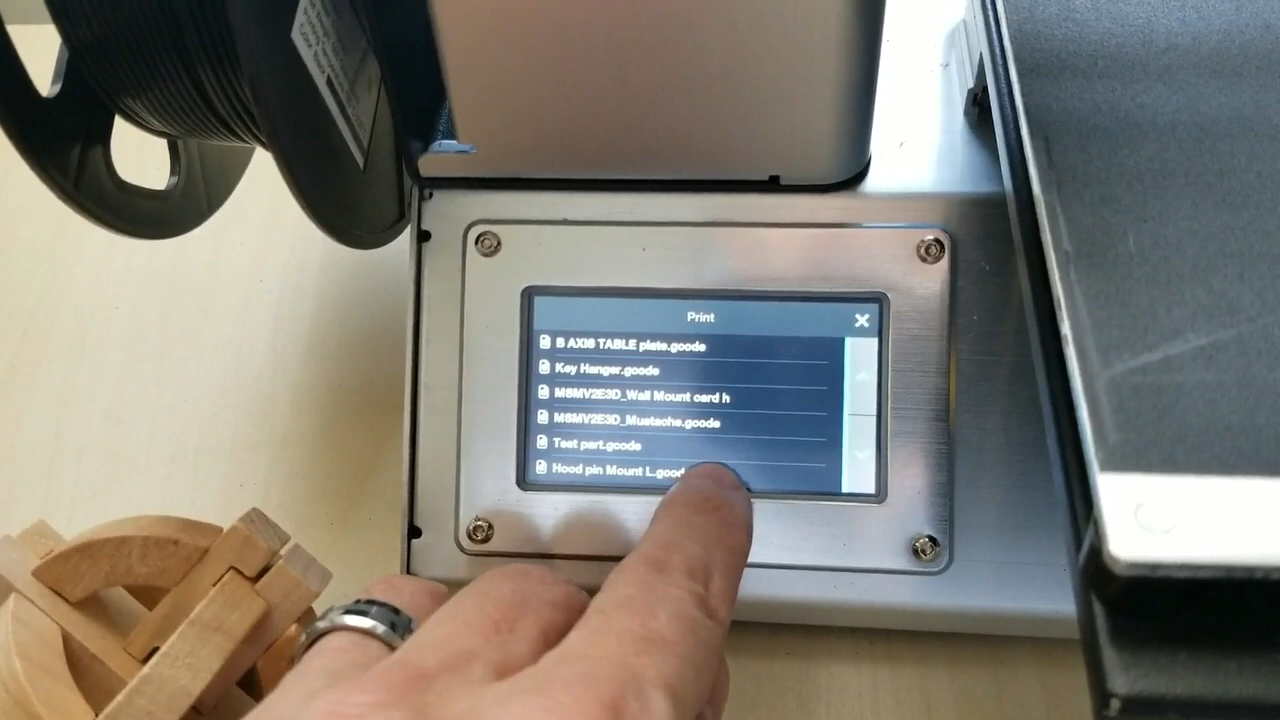 Print
B AXIS TABLE plate.gcode
Key Hanger.gcode
MSMV2E3D_Wall Mount card h
MSMV2E3D_Mustache.gcode
Test part.gcode
Hood pin Mount L.gcod